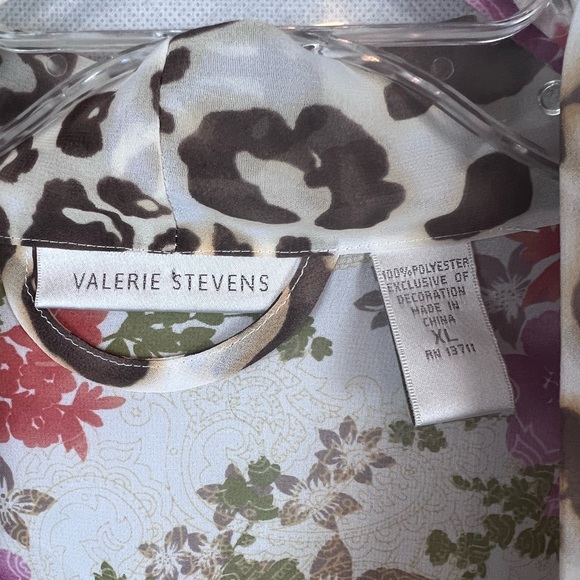 VALERIE STEVENS
100% POLYESTER
EXCLUSIVE OF
DECORATION
MADE IN
CHINA
XL
RN 13711